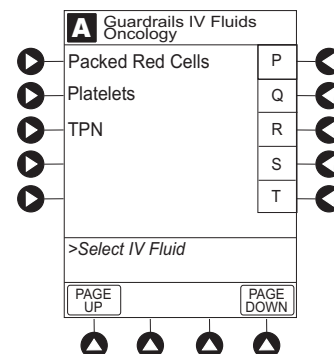 A
Guardrails IV Fluids
Oncology
Packed Red Cells P
Platelets Q
TPN R
S
T
>Select IV Fluid
PAGE
UP
PAGE
DOWN